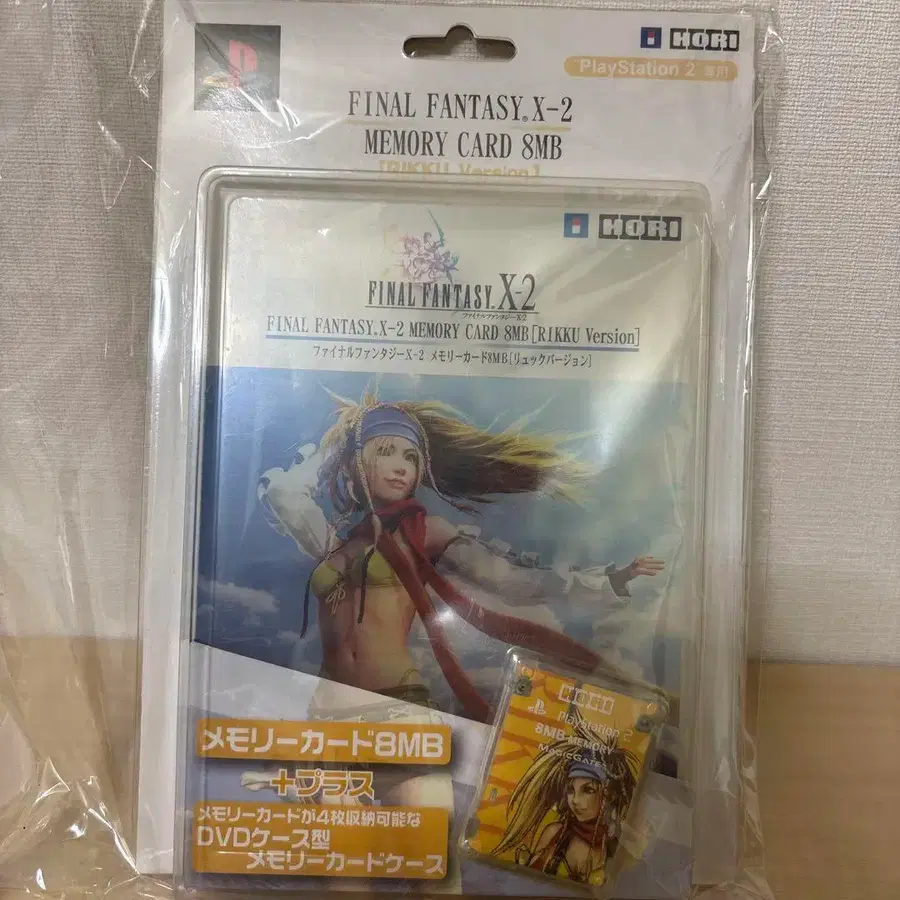 HORI
PlayStation 2 専用
FINAL FANTASY® X-2
MEMORY CARD 8MB
[RIKKU Version]
HORI
FINAL FANTASY® X-2
ファイナルファンタジーX-2
FINAL FANTASY®X-2 MEMORY CARD 8MB[RIKKU Version]
ファイナルファンタジーX-2 メモリーカード8MB[リュックバージョン]
HORI
PlayStation 2
8MB MEMORY
MAGICGATE
メモリーカード8MB
+プラス
メモリーカードが4枚収納可能な
DVDケース型
メモリーカードケース